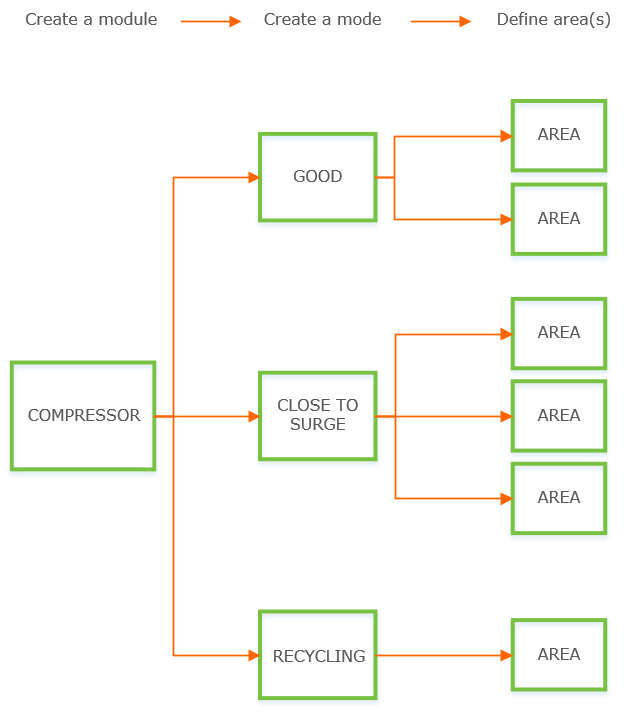 Create a module
Create a mode
Define area(s)
AREA
GOOD
AREA
AREA
COMPRESSOR
CLOSE TO
SURGE
AREA
AREA
RECYCLING
AREA